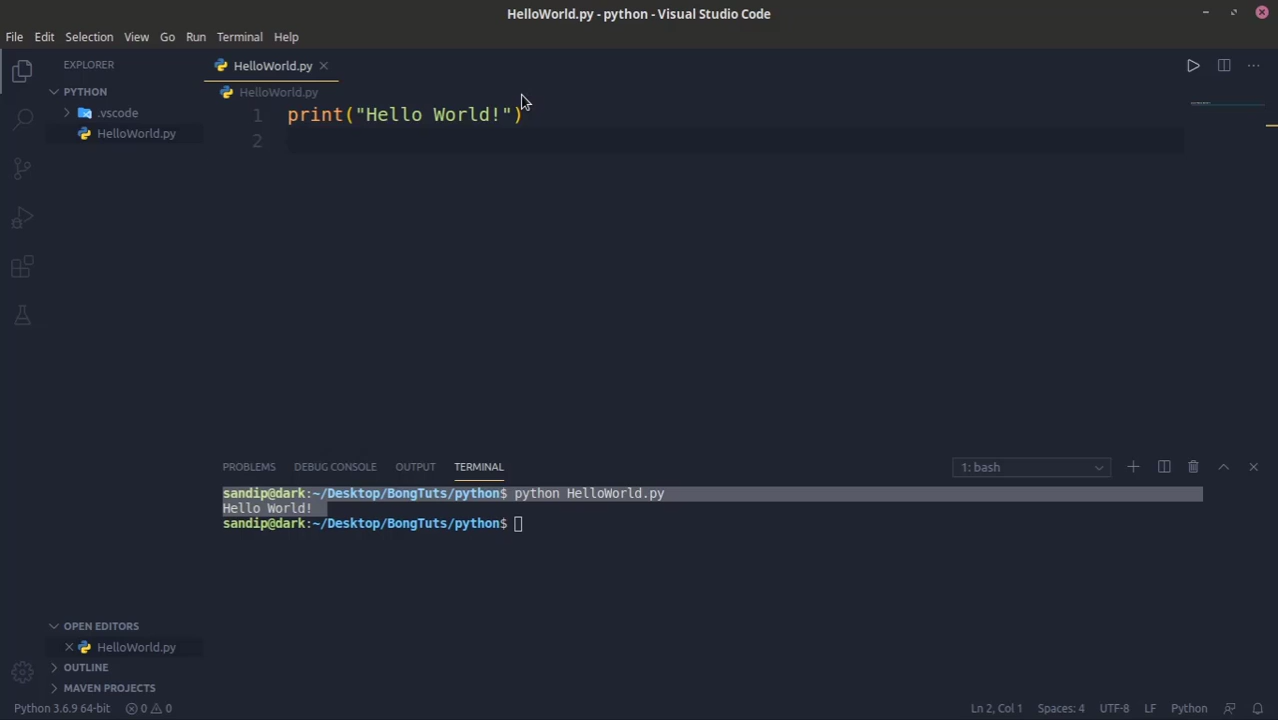 HelloWorld.py - python - Visual Studio Code
File Edit Selection View Go Run Terminal Help
EXPLORER
HelloWorld.py
PYTHON
.vscode
HelloWorld.py
HelloWorld.py
1 print("Hello World!")
2
PROBLEMS DEBUG CONSOLE OUTPUT TERMINAL
1: bash
sandip@dark:~/Desktop/BongTuts/python$ python HelloWorld.py
Hello World!
sandip@dark:~/Desktop/BongTuts/python$
OPEN EDITORS
HelloWorld.py
OUTLINE
MAVEN PROJECTS
Python 3.6.9 64-bit 0 0 Ln 2, Col 1 Spaces: 4 UTF-8 LF Python